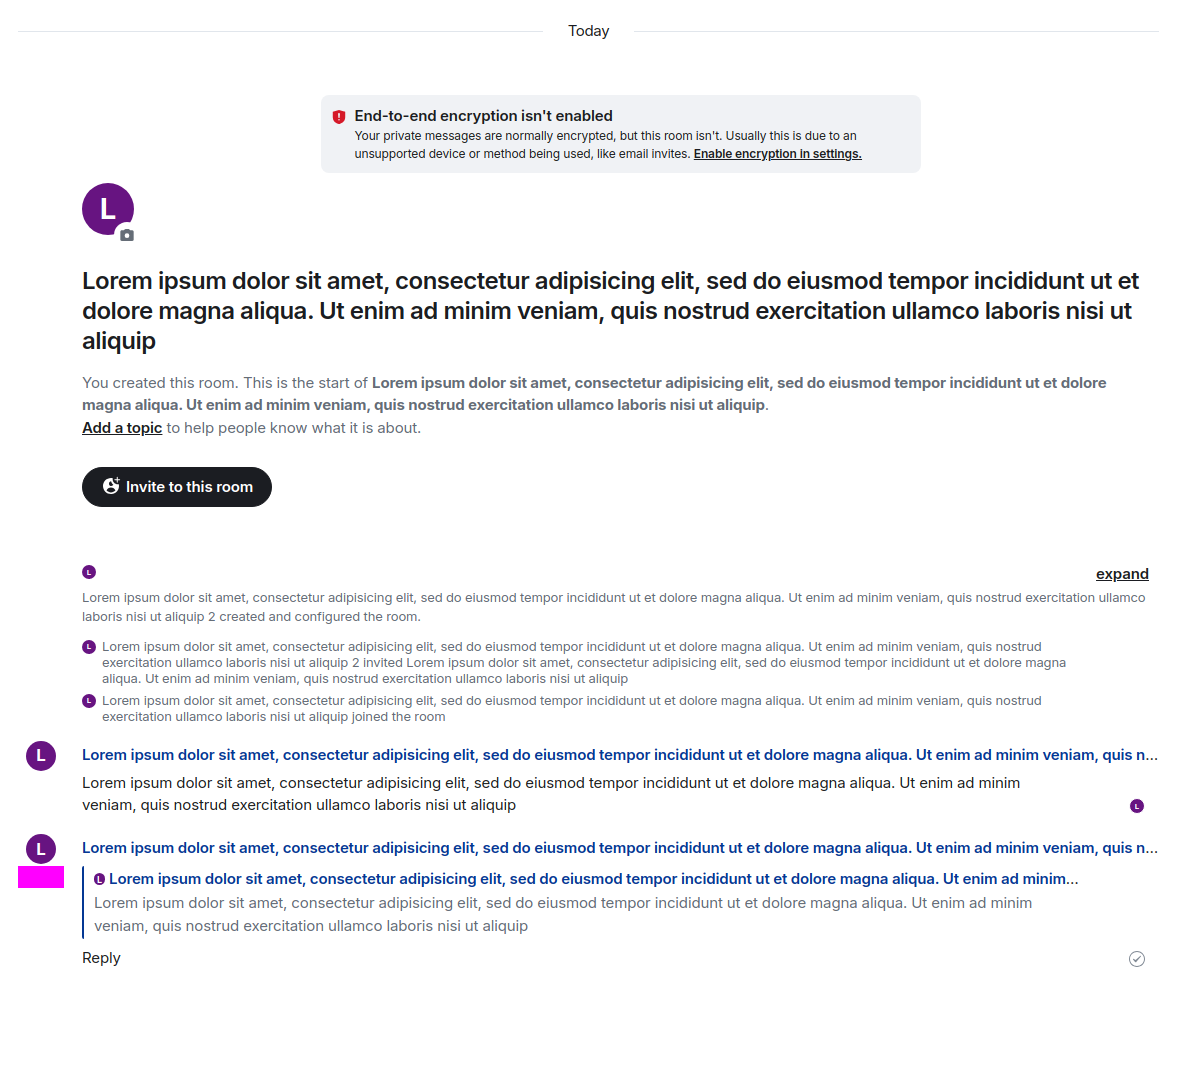 Today
End-to-end encryption isn't enabled
Your private messages are normally encrypted, but this room isn't. Usually this is due to an
unsupported device or method being used, like email invites. Enable encryption in settings.
L
Lorem ipsum dolor sit amet, consectetur adipisicing elit, sed do eiusmod tempor incididunt ut et
dolore magna aliqua. Ut enim ad minim veniam, quis nostrud exercitation ullamco laboris nisi ut
aliquip
You created this room. This is the start of Lorem ipsum dolor sit amet, consectetur adipisicing elit, sed do eiusmod tempor incididunt ut et dolore
magna aliqua. Ut enim ad minim veniam, quis nostrud exercitation ullamco laboris nisi ut aliquip.
Add a topic to help people know what it is about.
Invite to this room
L
expand
Lorem ipsum dolor sit amet, consectetur adipisicing elit, sed do eiusmod tempor incididunt ut et dolore magna aliqua. Ut enim ad minim veniam, quis nostrud exercitation ullamco
laboris nisi ut aliquip 2 created and configured the room.
L Lorem ipsum dolor sit amet, consectetur adipisicing elit, sed do eiusmod tempor incididunt ut et dolore magna aliqua. Ut enim ad minim veniam, quis nostrud
exercitation ullamco laboris nisi ut aliquip 2 invited Lorem ipsum dolor sit amet, consectetur adipisicing elit, sed do eiusmod tempor incididunt ut et dolore magna
aliqua. Ut enim ad minim veniam, quis nostrud exercitation ullamco laboris nisi ut aliquip
L Lorem ipsum dolor sit amet, consectetur adipisicing elit, sed do eiusmod tempor incididunt ut et dolore magna aliqua. Ut enim ad minim veniam, quis nostrud
exercitation ullamco laboris nisi ut aliquip joined the room
L Lorem ipsum dolor sit amet, consectetur adipisicing elit, sed do eiusmod tempor incididunt ut et dolore magna aliqua. Ut enim ad minim veniam, quis n...
Lorem ipsum dolor sit amet, consectetur adipisicing elit, sed do eiusmod tempor incididunt ut et dolore magna aliqua. Ut enim ad minim
veniam, quis nostrud exercitation ullamco laboris nisi ut aliquip
L
L Lorem ipsum dolor sit amet, consectetur adipisicing elit, sed do eiusmod tempor incididunt ut et dolore magna aliqua. Ut enim ad minim veniam, quis n...
L Lorem ipsum dolor sit amet, consectetur adipisicing elit, sed do eiusmod tempor incididunt ut et dolore magna aliqua. Ut enim ad minim...
Lorem ipsum dolor sit amet, consectetur adipisicing elit, sed do eiusmod tempor incididunt ut et dolore magna aliqua. Ut enim ad minim
veniam, quis nostrud exercitation ullamco laboris nisi ut aliquip
Reply